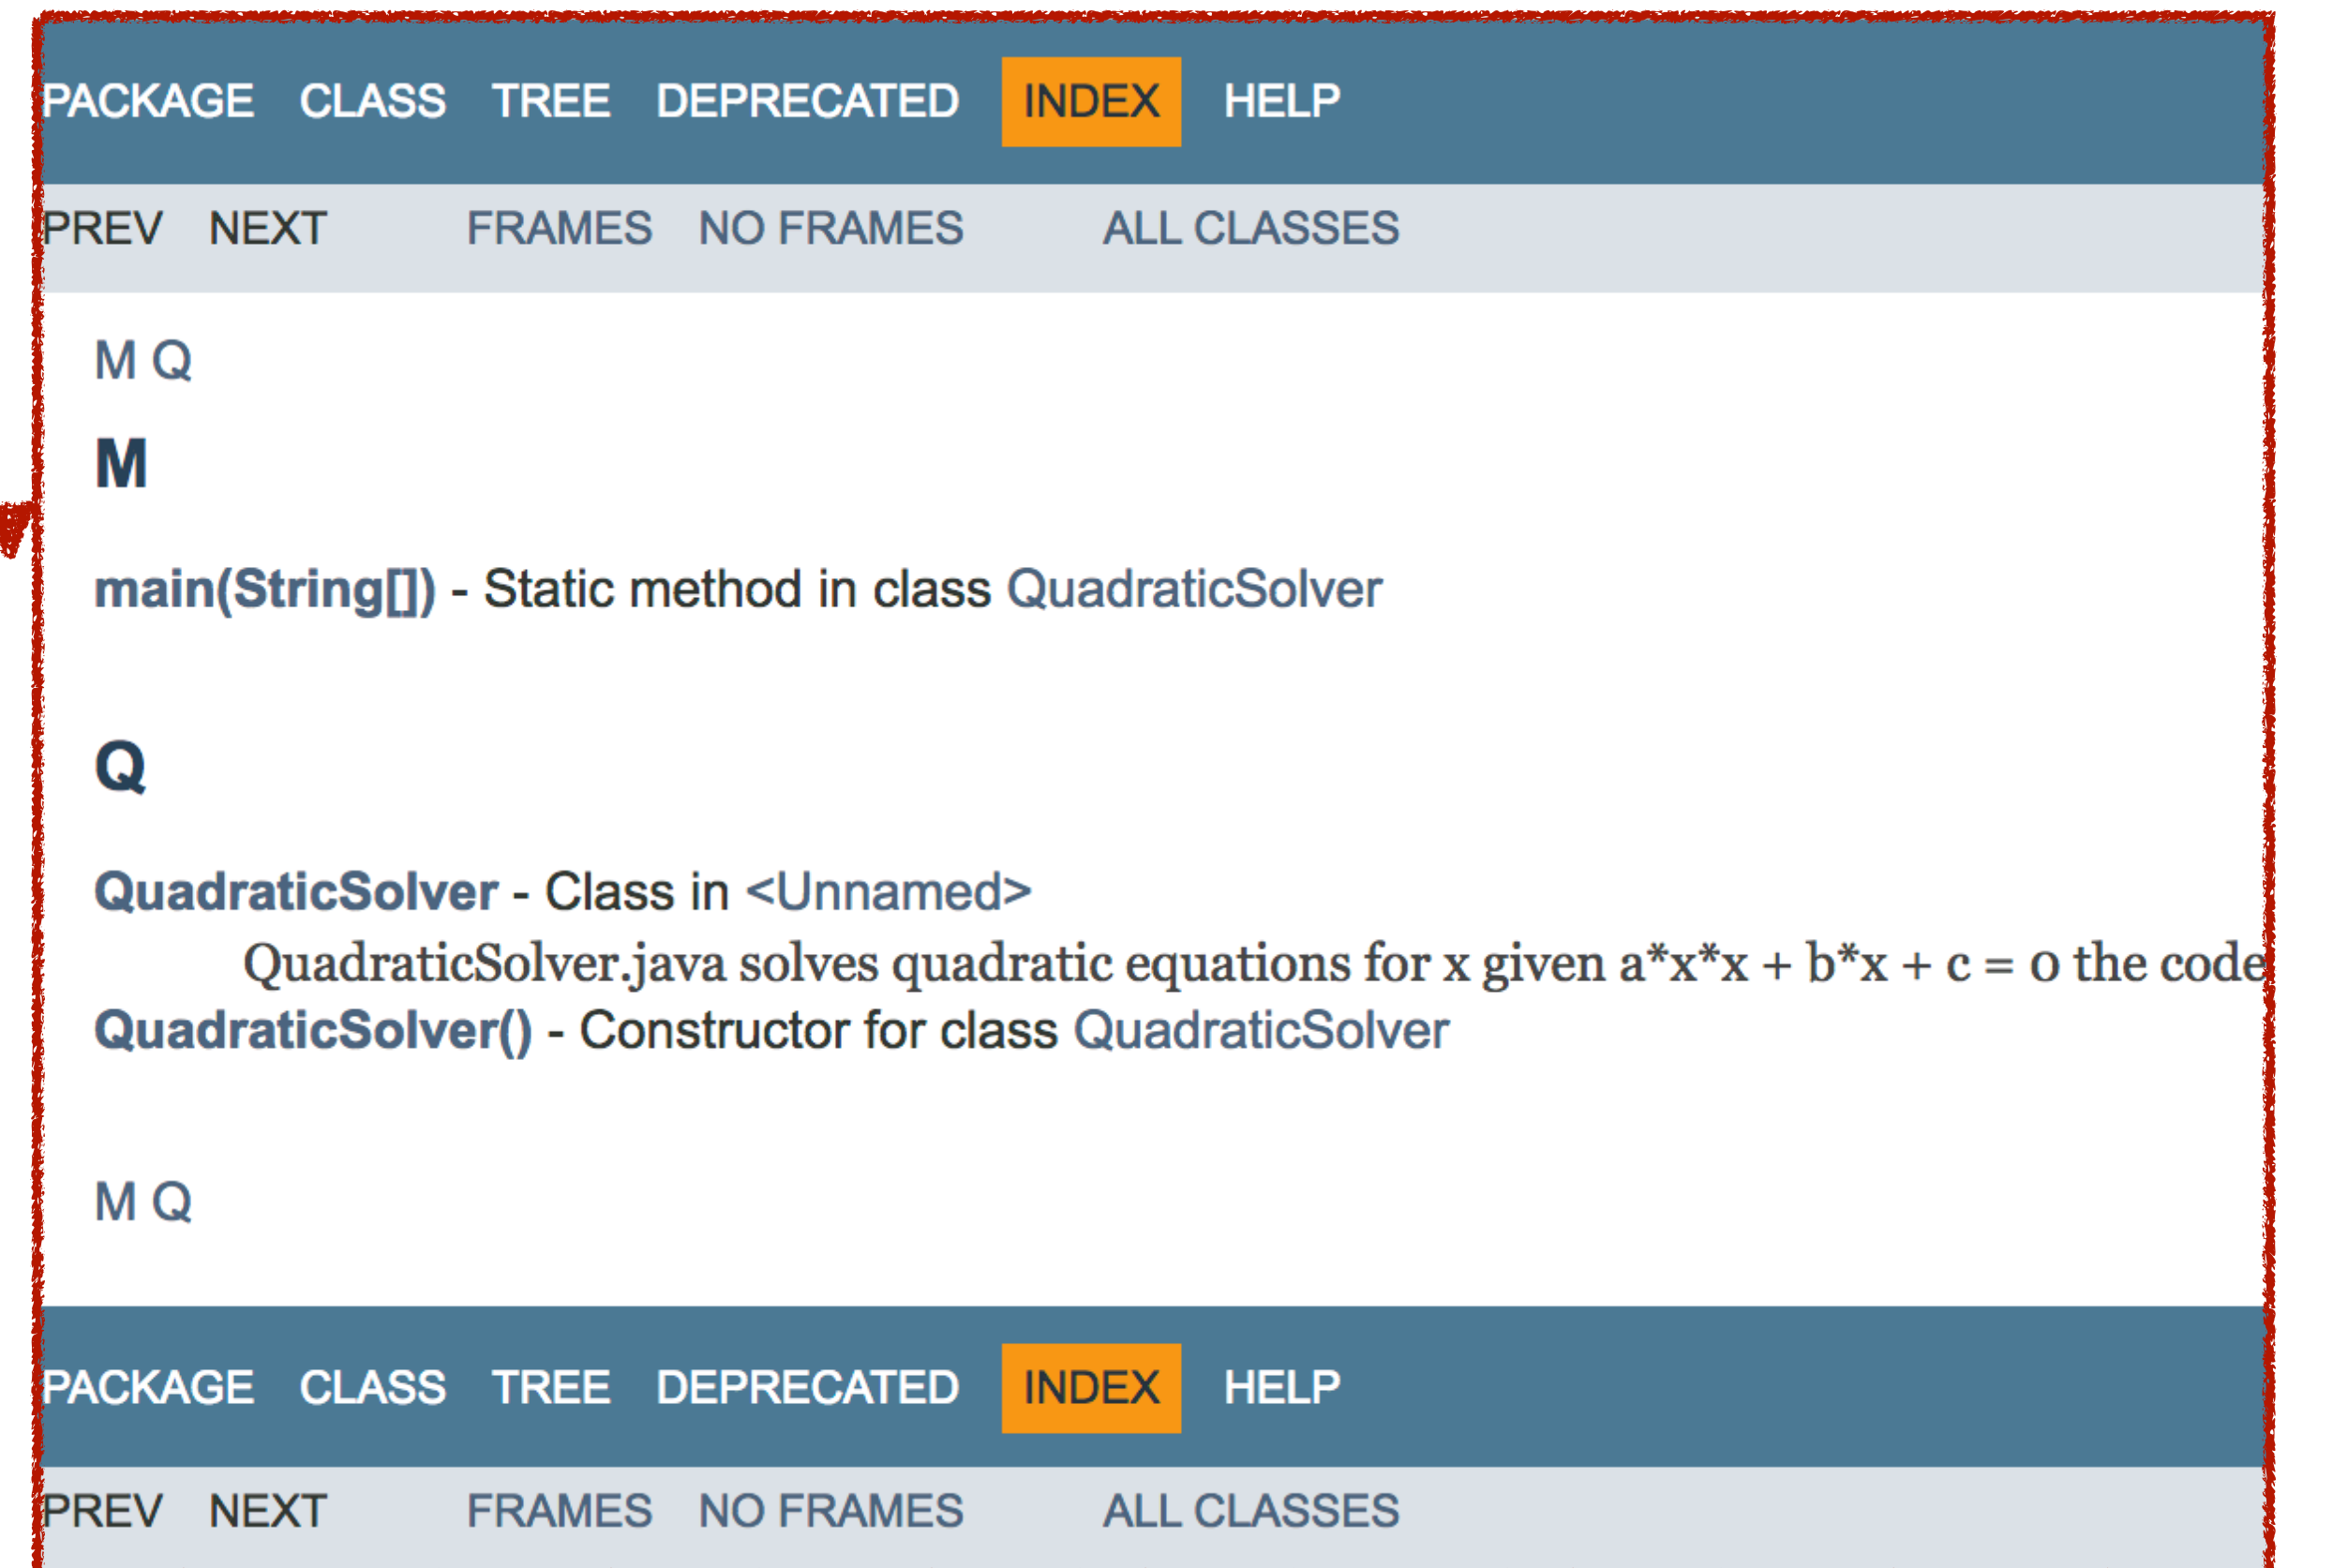 PACKAGE CLASS TREE DEPRECATED INDEX HELP
PREV NEXT FRAMES NO FRAMES ALL CLASSES
M Q
M
main(String[]) - Static method in class QuadraticSolver
Q
QuadraticSolver - Class in <Unnamed>
QuadraticSolver.java solves quadratic equations for x given a*x*x + b*x + c = 0 the code
QuadraticSolver() - Constructor for class QuadraticSolver
M Q
PACKAGE CLASS TREE DEPRECATED INDEX HELP
PREV NEXT FRAMES NO FRAMES ALL CLASSES